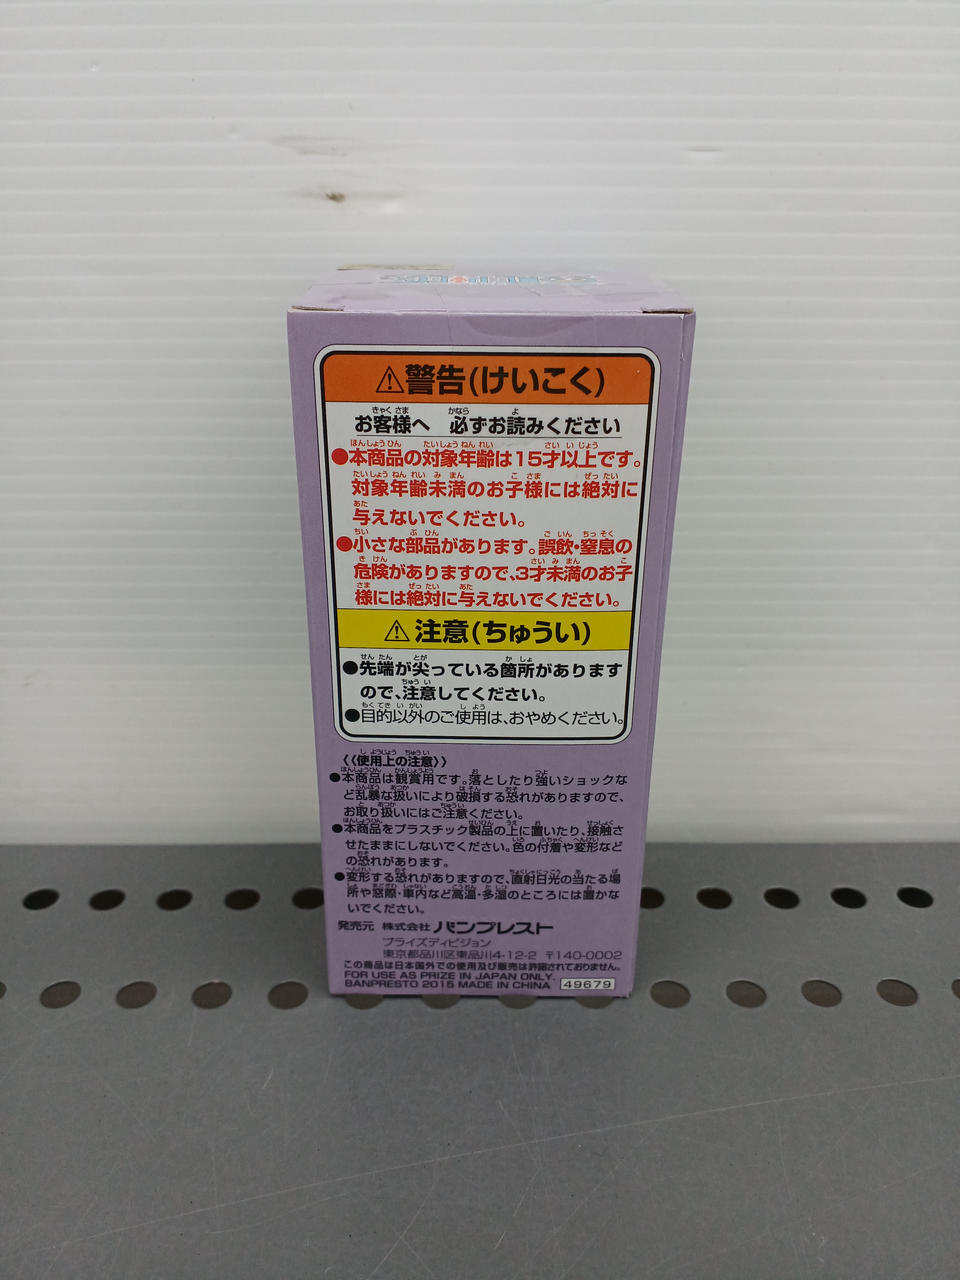 ⚠警告(けいこく)
お客様へ 必ずお読みください
●本商品の対象年齢は15才以上です。
対象年齢未満のお子様には絶対に
与えないでください。
●小さな部品があります。誤飲・窒息の
危険がありますので、3才未満のお子
様には絶対に与えないでください。
⚠注意(ちゅうい)
●先端が尖っている箇所があります
ので、注意してください。
●目的以外のご使用は、おやめください。
《使用上の注意》
●本商品は観賞用です。落としたり強いショックな
ど乱暴な扱いにより破損する恐れがありますので、
お取り扱いにはご注意ください。
●本商品をプラスチック製品の上に置いたり、接触さ
せたままにしないでください。色の付着や変形など
の恐れがあります。
●変形する恐れがありますので、直射日光の当たる場
所や窓際・車内など高温・多湿のところには置かな
いでください。
発売元 株式会社 バンプレスト
プライズディビジョン
東京都品川区東品川4-12-2 〒140-0002
この商品は日本国外での使用及び販売は許諾されておりません。
FOR USE AS PRIZE IN JAPAN ONLY.
BANPRESTO 2015 MADE IN CHINA 49679